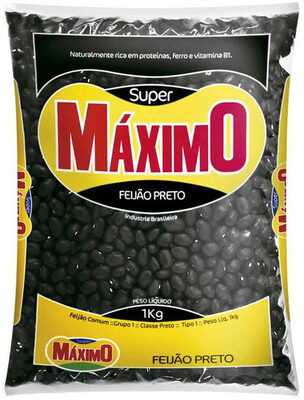 Naturalmente rica em proteínas, ferro e vitamina B1.
Super
MÁXIMO
FEIJÃO PRETO
Indústria Brasileira
PESO LÍQUIDO
1Kg
Feijão Comum :: Grupo 1 :: Classe Preto :: Tipo 1 :: Peso Líq. 1kg
Super
MÁXIMO
FEIJÃO PRETO